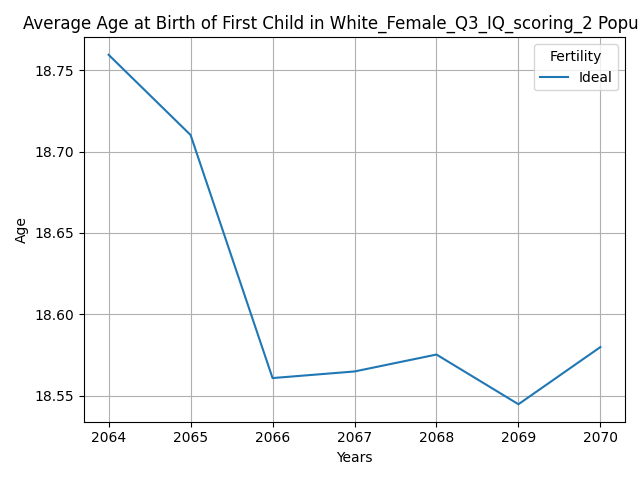 Average Age at Birth of First Child in White_Female_Q3_IQ_scoring_2 Popu
Fertility
Ideal
18.75
18.70
18.65
18.60
18.55
Age
2064 2065 2066 2067 2068 2069 2070
Years